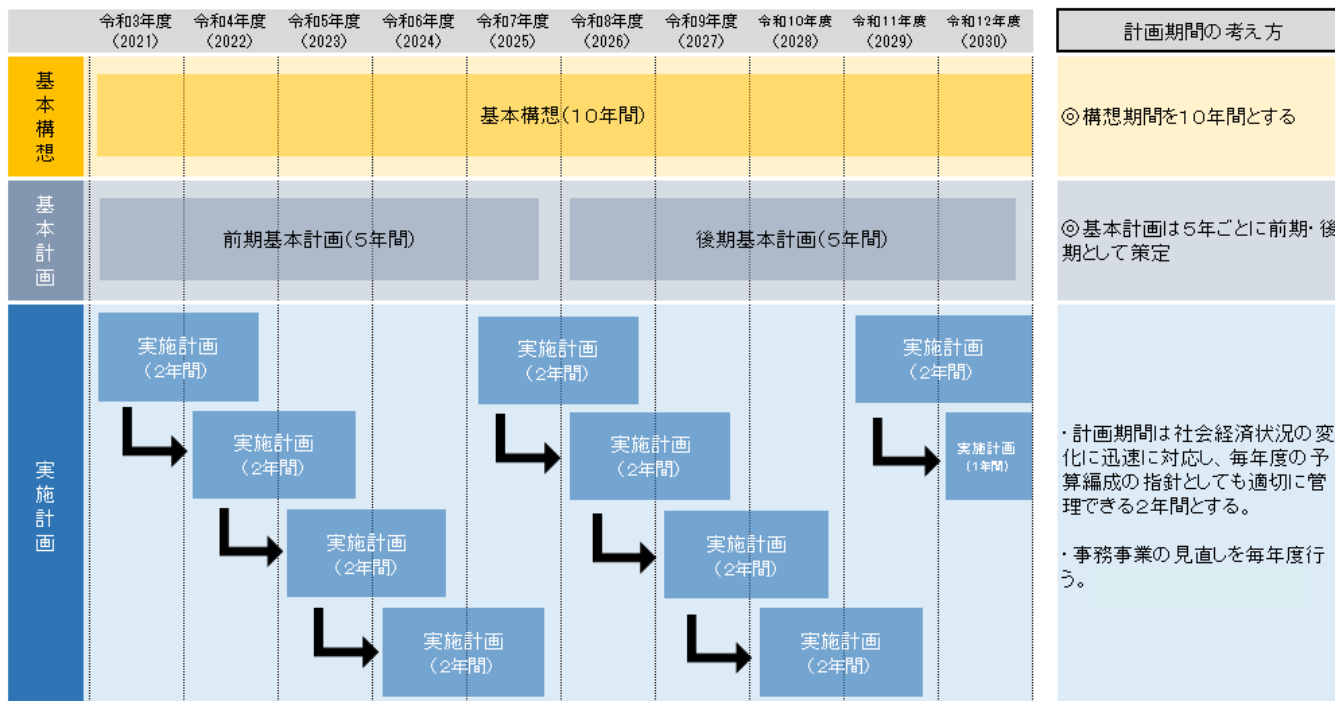 令和3年度 令和4年度 令和5年度 令和6年度 令和7年度 令和8年度 令和9年度 令和10年度 令和11年度 令和12年度
（2021） （2022） （2023） （2024） （2025） （2026） （2027） （2028） （2029） （2030）
計画期間の考え方
基本構想
基本構想（10年間）
◎構想期間を10年間とする
基本計画
前期基本計画（5年間）
後期基本計画（5年間）
◎基本計画は5年ごとに前期・後
期として策定
実施計画
実施計画
（2年間）
実施計画
（2年間）
実施計画
（2年間）
実施計画
（2年間）
実施計画
（2年間）
実施計画
（2年間）
実施計画
（2年間）
実施計画
（2年間）
実施計画
（2年間）
実施計画
（1年間）
・計画期間は社会経済状況の変
化に迅速に対応し、毎年度の予
算編成の指針としても適切に管
理できる2年間とする。
・事務事業の見直しを毎年度行
う。